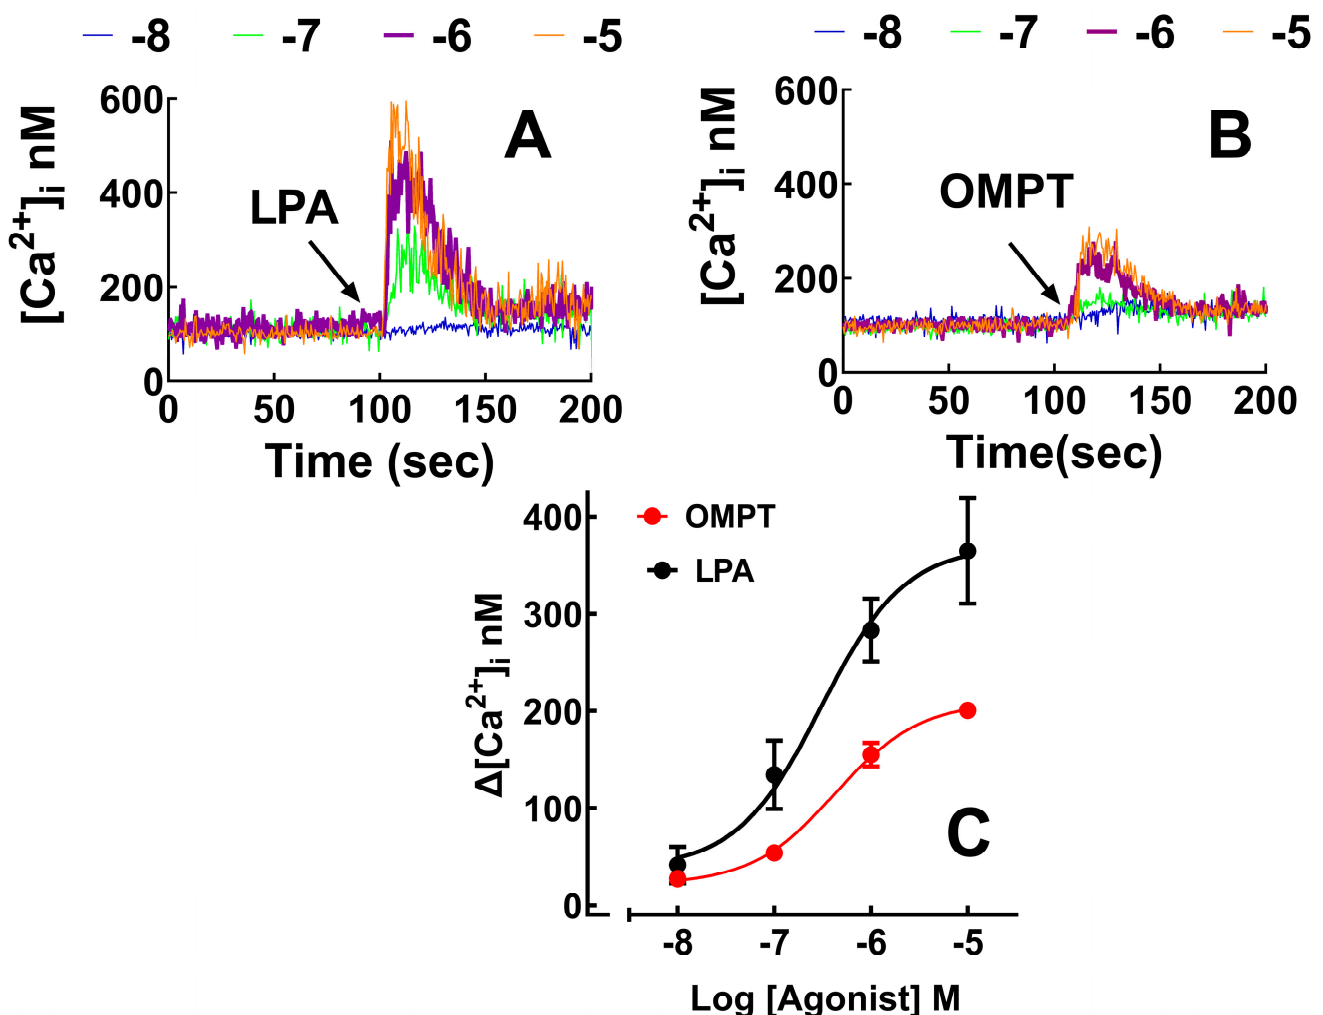 -8 -7 -6 -5
[Ca2+]i nM
600
400
200
0
LPA
A
0 50 100 150 200
Time (sec)
-8 -7 -6 -5
[Ca2+]i nM
600
400
200
0
OMPT
B
0 50 100 150 200
Time(sec)
Δ[Ca2+]i nM
400
300
200
100
0
OMPT
LPA
C
-8 -7 -6 -5
Log [Agonist] M